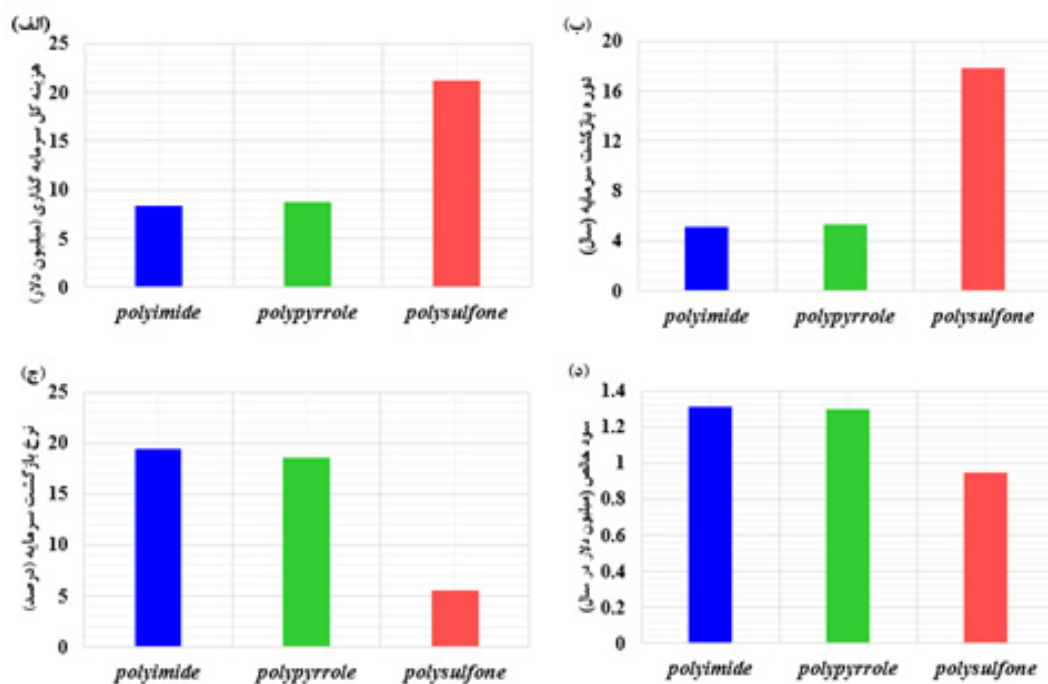 (الف)
هزینه کل سرمایه گذاری (میلیون دلار)
25
20
15
10
5
0
polyimide polypyrrole polysulfone
(ب)
دوره بازگشت سرمایه (سال)
20
16
12
8
4
0
polyimide polypyrrole polysulfone
(ج)
نرخ بازگشت سرمایه (درصد)
25
20
15
10
5
0
polyimide polypyrrole polysulfone
(د)
سود خالص (میلیون دلار در سال)
1.4
1.2
1
0.8
0.6
0.4
0.2
0
polyimide polypyrrole polysulfone